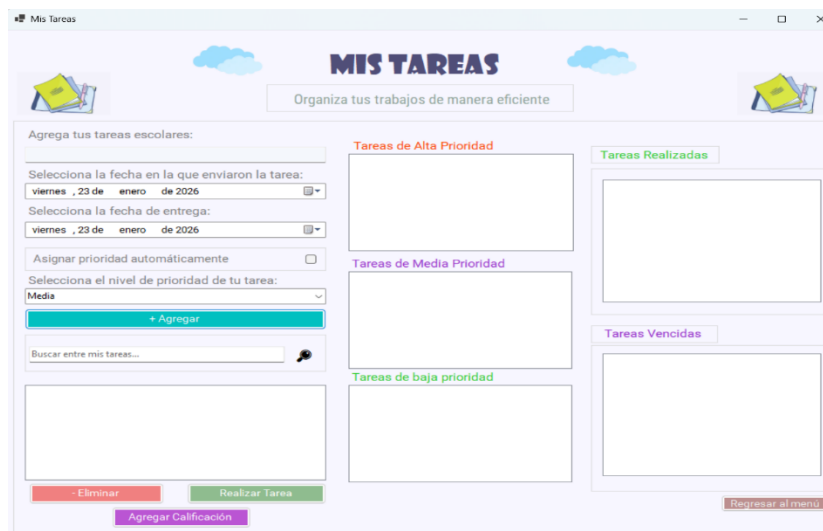 Mis Tareas
MIS TAREAS
Organiza tus trabajos de manera eficiente
Agrega tus tareas escolares:
Selecciona la fecha en la que enviaron la tarea:
viernes , 23 de enero de 2026
Selecciona la fecha de entrega:
viernes , 23 de enero de 2026
Asignar prioridad automáticamente
Selecciona el nivel de prioridad de tu tarea:
Media
+ Agregar
Buscar entre mis tareas...
- Eliminar
Realizar Tarea
Agregar Calificación
Tareas de Alta Prioridad
Tareas de Media Prioridad
Tareas de baja prioridad
Tareas Realizadas
Tareas Vencidas
Regresar al menú